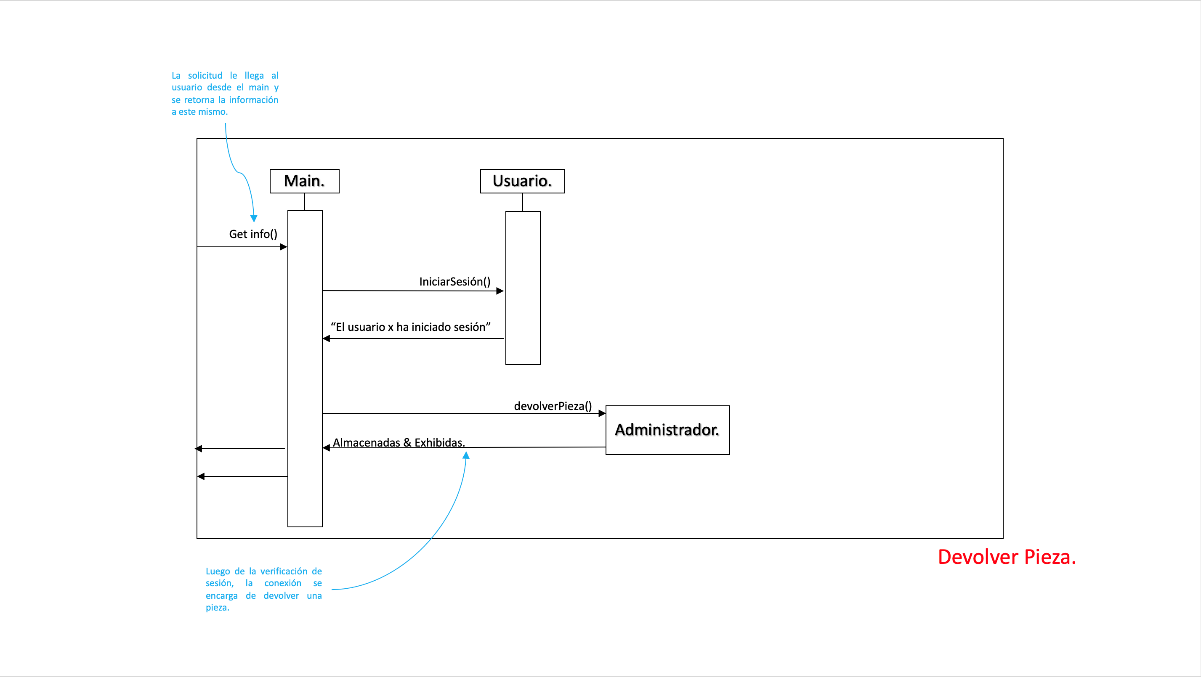 La solicitud le llega al
usuario desde el main y
se retorna la información
a este mismo.
Main.
Usuario.
Get info()
IniciarSesión()
“El usuario x ha iniciado sesión”
devolverPieza()
Administrador.
Almacenadas & Exhibidas.
Devolver Pieza.
Luego de la verificación de
sesión, la conexión se
encarga de devolver una
pieza.